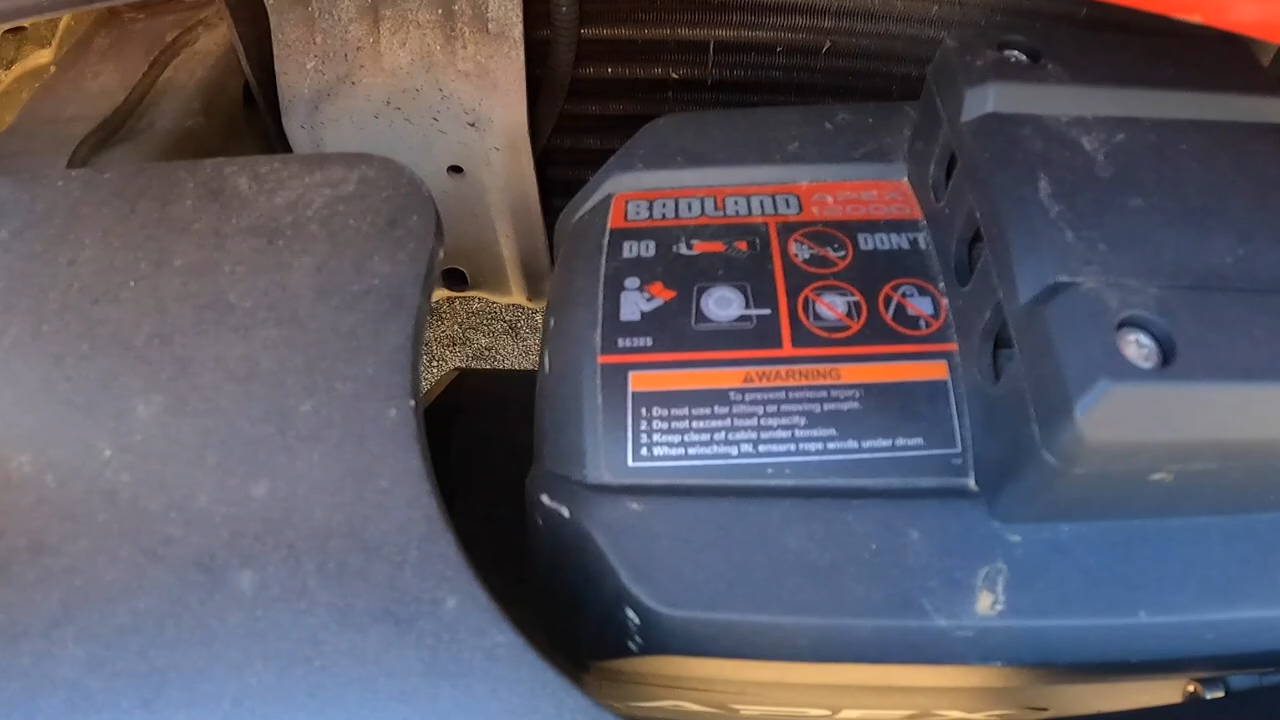 BADLAND APEX
12000
DO
DON'T
56385
WARNING
To prevent serious injury:
1. Do not use for lifting or moving people.
2. Do not exceed load capacity.
3. Keep clear of cable under tension.
4. When winching IN, ensure rope winds under drum.
APEX